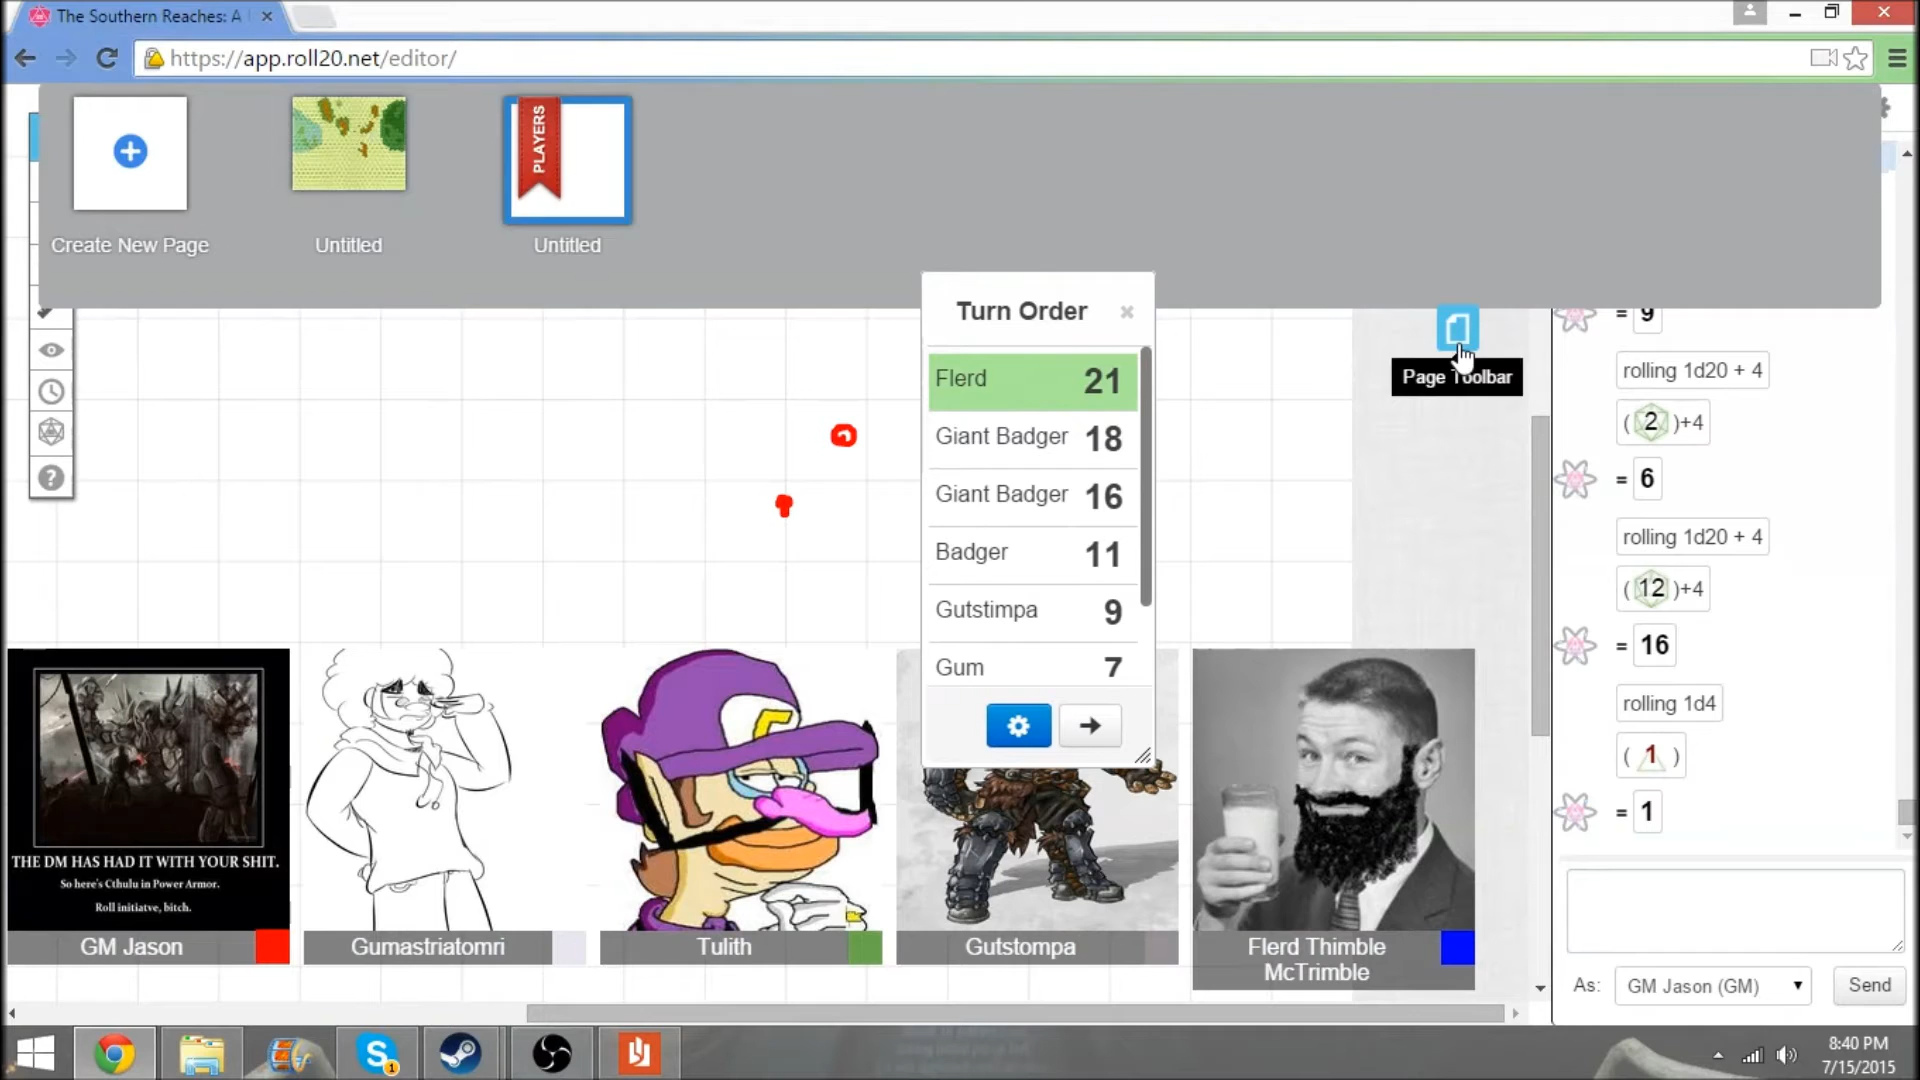 The Southern Reaches: A
https://app.roll20.net/editor/
PLAYERS
Create New Page
Untitled
Untitled
Turn Order
Flerd 21
Giant Badger 18
Giant Badger 16
Badger 11
Gutstimpa 9
Gum 7
Page Toolbar
= 9
rolling 1d20 + 4
(2)+4
= 6
rolling 1d20 + 4
(12)+4
= 16
rolling 1d4
(1)
= 1
THE DM HAS HAD IT WITH YOUR SHIT.
So here's Cthulu in Power Armor.
Roll initiatve, bitch.
GM Jason
Gumastriatomri
Tulith
Gutstompa
Flerd Thimble
McTrimble
As: GM Jason (GM) Send
8:40 PM
7/15/2015